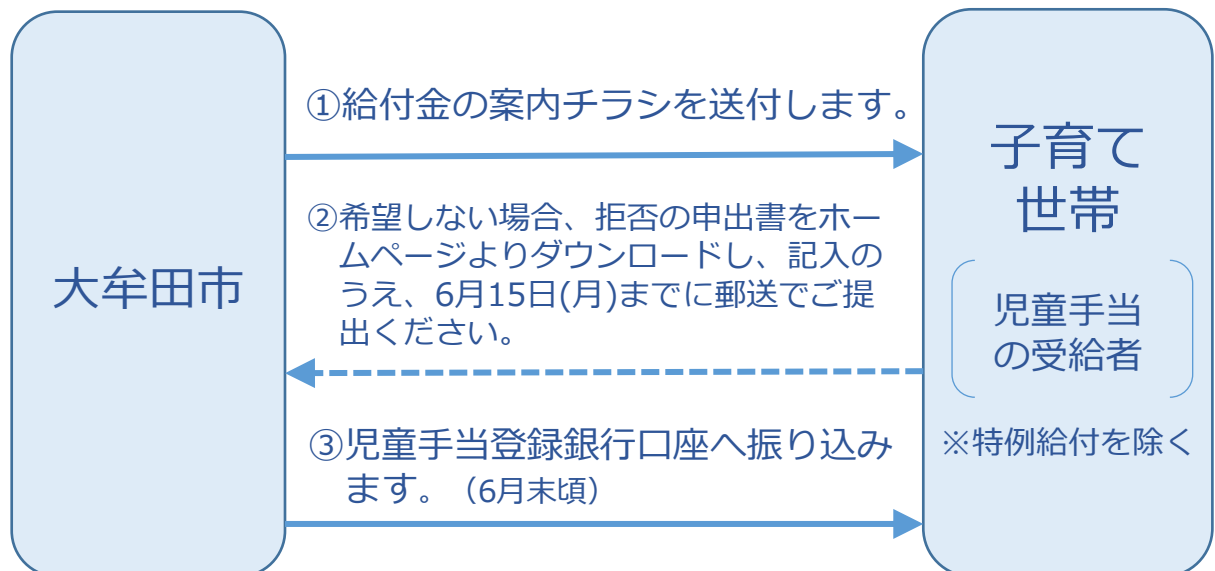 大牟田市
①給付金の案内チラシを送付します。
②希望しない場合、拒否の申出書をホー
ムページよりダウンロードし、記入の
うえ、6月15日(月)までに郵送でご提
出ください。
③児童手当登録銀行口座へ振り込み
ます。（6月末頃）
子育て
世帯
児童手当
の受給者
※特例給付を除く